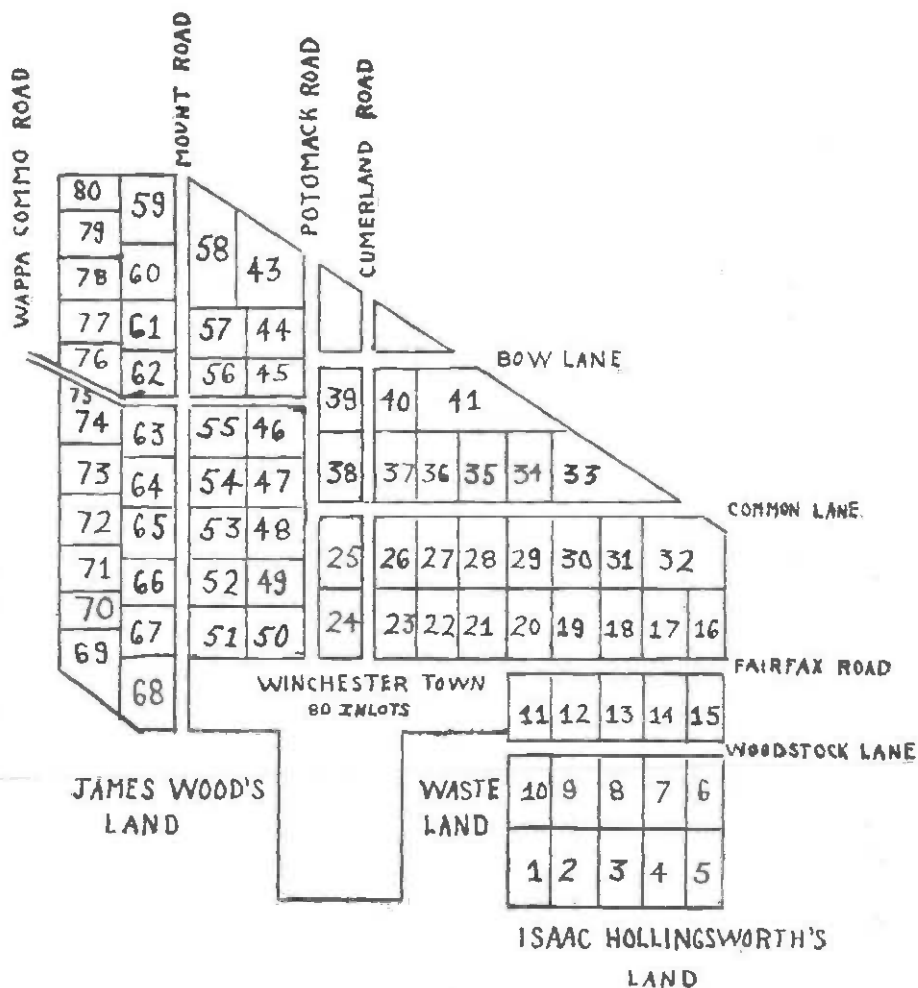 WAPPA COMMO ROAD
MOUNT ROAD
POTOMACK ROAD
CUMERLAND ROAD
80 59
79
58 43
78 60
77 61 57 44
76 62 56 45
BOW LANE
75
39 40 41
74 63 55 46
73 64 54 47 38 37 36 35 34 33
COMMON LANE.
72 65 53 48
25 26 27 28 29 30 31 32
71 66 52 49
70
67 51 50 24 23 22 21 20 19 18 17 16
69
FAIRFAX ROAD
68
WINCHESTER TOWN
80 INLOTS
11 12 13 14 15
WOODSTOCK LANE
JAMES WOOD'S
LAND
WASTE
LAND
10 9 8 7 6
1 2 3 4 5
ISAAC HOLLINGSWORTH'S
LAND